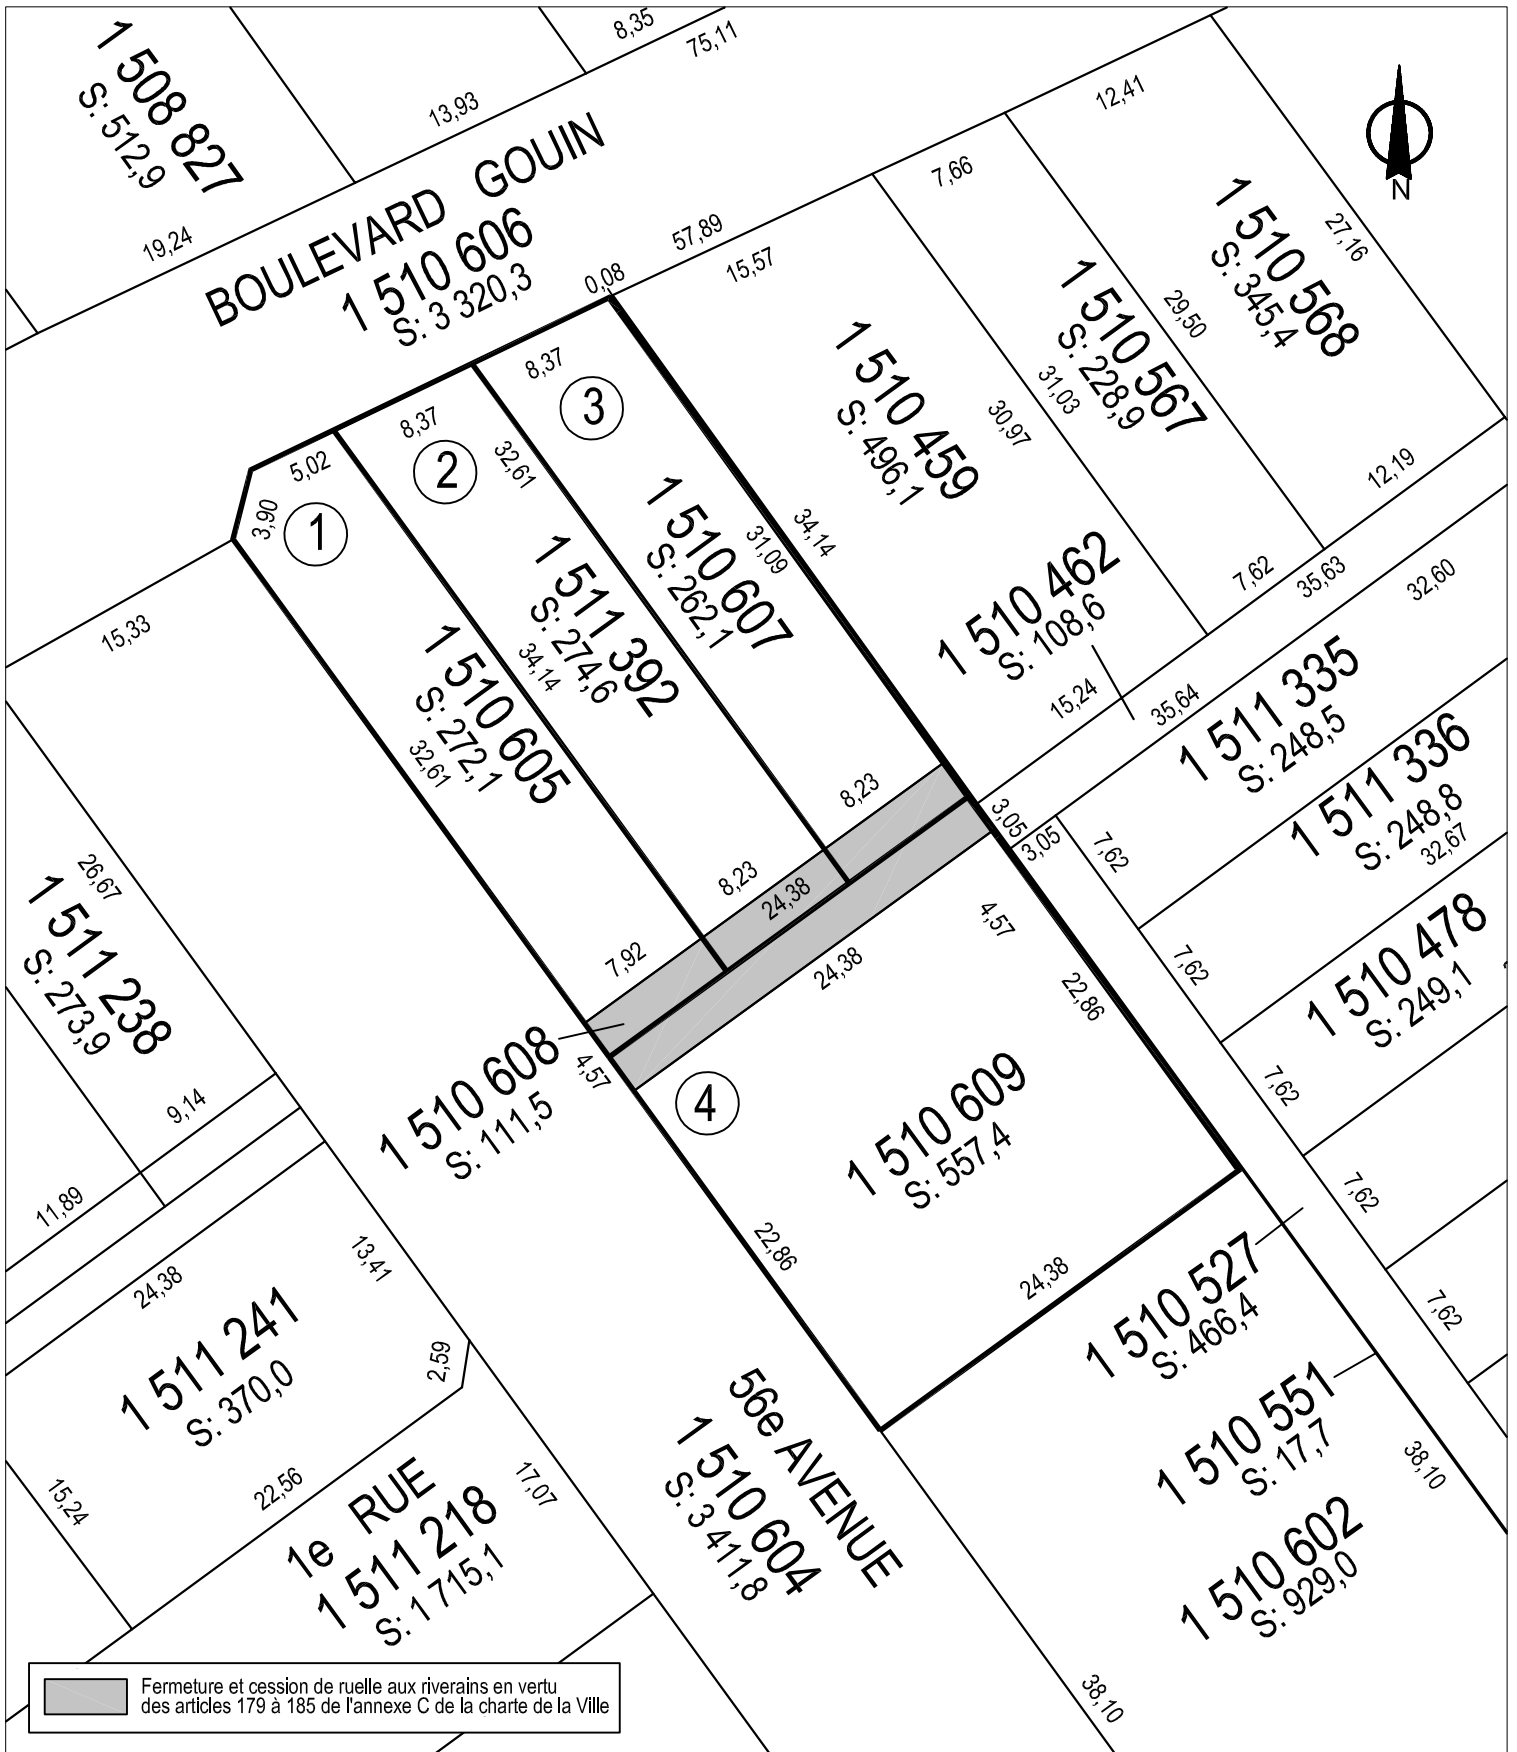 1 508 827
S: 512,9
8,35
75,11
13,93
19,24
BOULEVARD GOUIN
1 510 606
S: 3 320,3
12,41
7,66
57,89
15,57
0,08
N
1 510 568
S: 345,4
27,16
1 510 567
S: 228,9
29,50
31,03
1 510 459
S: 496,1
30,97
12,19
8,37
3
8,37
2
32,61
5,02
3,90
1
1 510 607
S: 262,1
31,09
34,14
1 511 392
S: 274,6
34,14
1 510 605
S: 272,1
32,61
15,33
1 510 462
S: 108,6
7,62
35,63
32,60
15,24
35,64
1 511 335
S: 248,5
1 511 336
S: 248,8
32,67
1 510 478
S: 249,1
8,23
8,23
24,38
7,92
24,38
3,05
3,05
7,62
7,62
7,62
7,62
7,62
4,57
22,86
26,67
1 511 238
S: 273,9
9,14
11,89
1 510 608
S: 111,5
4,57
4
1 510 609
S: 557,4
22,86
24,38
24,38
13,41
1 511 241
S: 370,0
2,59
15,24
22,56
1e RUE
1 511 218
S: 1 715,1
17,07
56e AVENUE
1 510 604
S: 3 411,8
1 510 527
S: 466,4
1 510 551
S: 17,7
38,10
1 510 602
S: 929,0
38,10
Fermeture et cession de ruelle aux riverains en vertu
des articles 179 à 185 de l'annexe C de la charte de la Ville